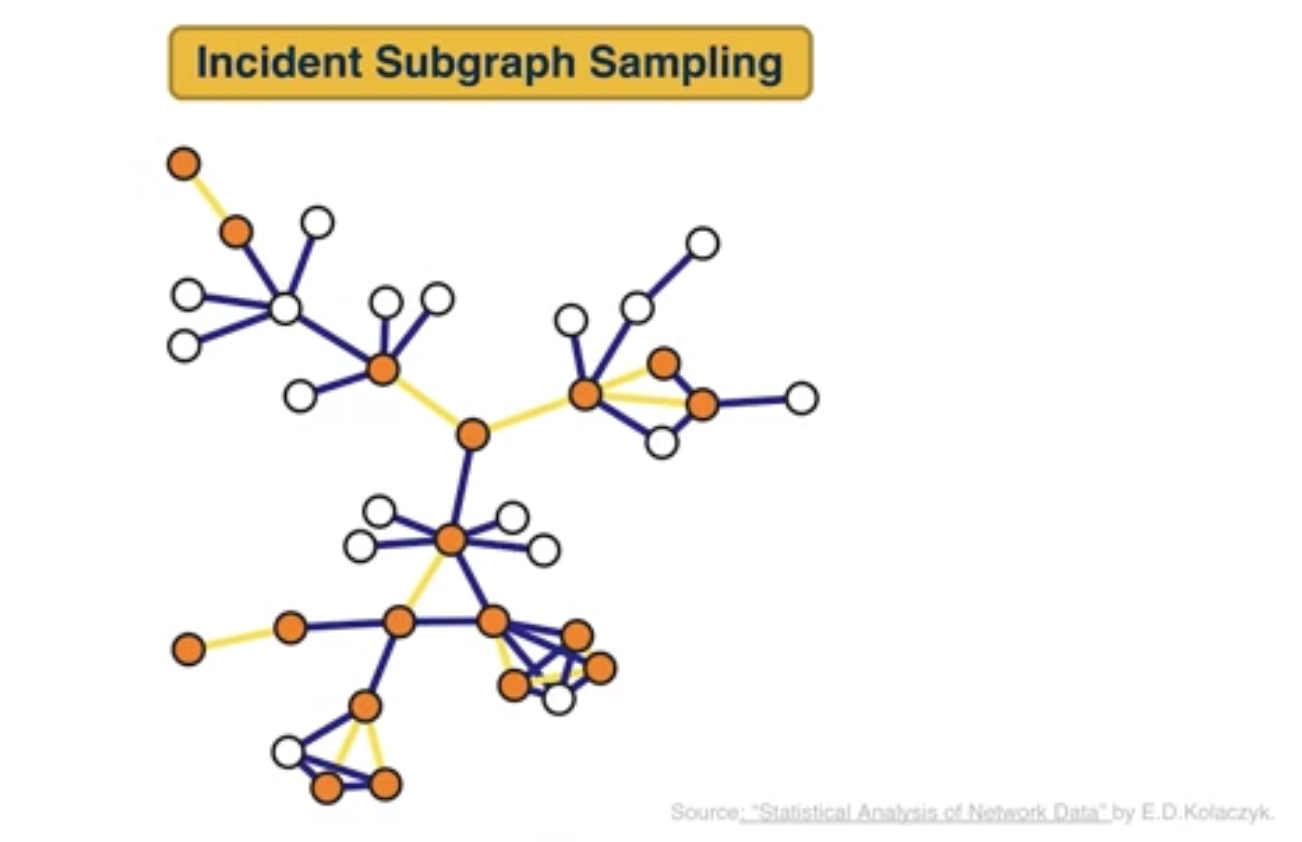 Incident Subgraph Sampling
Source: "Statistical Analysis of Network Data" by E.D.Kolaczyk.